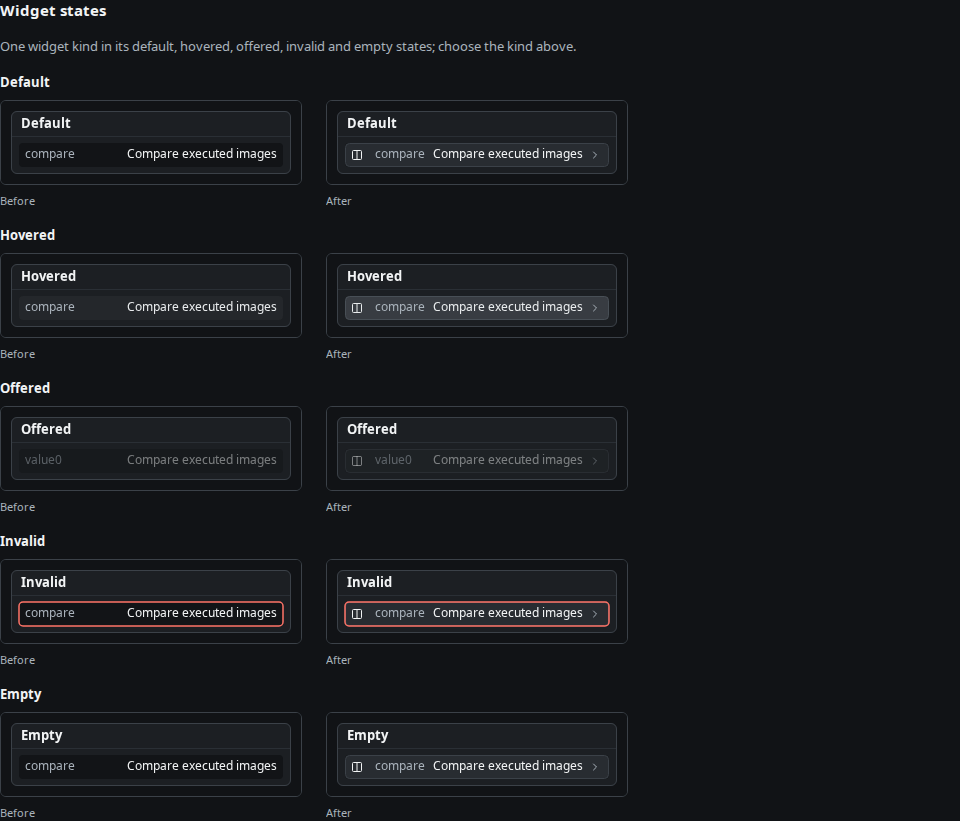 Widget states
One widget kind in its default, hovered, offered, invalid and empty states; choose the kind above.
Default
Default
compare Compare executed images
Before
Default
compare Compare executed images
After
Hovered
Hovered
compare Compare executed images
Before
Hovered
compare Compare executed images
After
Offered
Offered
value0 Compare executed images
Before
Offered
value0 Compare executed images
After
Invalid
Invalid
compare Compare executed images
Before
Invalid
compare Compare executed images
After
Empty
Empty
compare Compare executed images
Before
Empty
compare Compare executed images
After